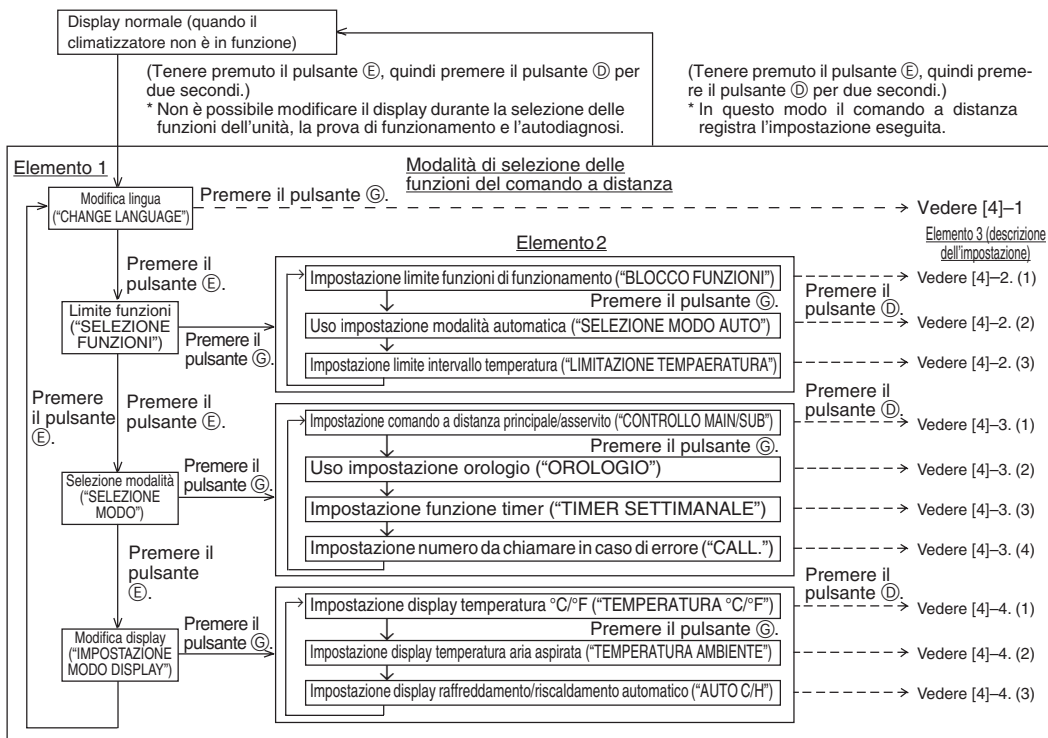 Display normale (quando il
climatizzatore non è in funzione)
(Tenere premuto il pulsante Ⓔ, quindi premere il pulsante Ⓓ per
due secondi.)
* Non è possibile modificare il display durante la selezione delle
funzioni dell'unità, la prova di funzionamento e l'autodiagnosi.
(Tenere premuto il pulsante Ⓔ, quindi preme-
re il pulsante Ⓓ per due secondi.)
* In questo modo il comando a distanza
registra l'impostazione eseguita.
Elemento 1
Modalità di selezione delle
funzioni del comando a distanza
Modifica lingua
("CHANGE LANGUAGE")
Premere il pulsante Ⓖ.
Vedere [4]–1
Elemento 3 (descrizione
dell'impostazione)
Elemento 2
Premere il
pulsante
Ⓔ.
Limite funzioni
("SELEZIONE
FUNZIONI")
Premere il
pulsante Ⓖ.
Impostazione limite funzioni di funzionamento ("BLOCCO FUNZIONI")
Premere il pulsante Ⓖ.
Premere il
pulsante Ⓓ.
Vedere [4]–2. (1)
Uso impostazione modalità automatica ("SELEZIONE MODO AUTO")
Vedere [4]–2. (2)
Impostazione limite intervallo temperatura ("LIMITAZIONE TEMPAERATURA")
Vedere [4]–2. (3)
Premere
il pulsante
Ⓔ.
Premere il
pulsante Ⓔ.
Selezione modalità
("SELEZIONE
MODO")
Premere il
pulsante Ⓖ.
Impostazione comando a distanza principale/asservito ("CONTROLLO MAIN/SUB")
Premere il pulsante Ⓖ.
Premere il
pulsante Ⓓ.
Vedere [4]–3. (1)
Uso impostazione orologio ("OROLOGIO")
Vedere [4]–3. (2)
Impostazione funzione timer ("TIMER SETTIMANALE")
Vedere [4]–3. (3)
Impostazione numero da chiamare in caso di errore ("CALL.")
Vedere [4]–3. (4)
Premere il
pulsante
Ⓔ.
Modifica display
("IMPOSTAZIONE
MODO DISPLAY")
Premere il
pulsante Ⓖ.
Impostazione display temperatura °C/°F ("TEMPERATURA °C/°F")
Premere il pulsante Ⓖ.
Premere il
pulsante Ⓓ.
Vedere [4]–4. (1)
Impostazione display temperatura aria aspirata ("TEMPERATURA AMBIENTE")
Vedere [4]–4. (2)
Impostazione display raffreddamento/riscaldamento automatico ("AUTO C/H")
Vedere [4]–4. (3)